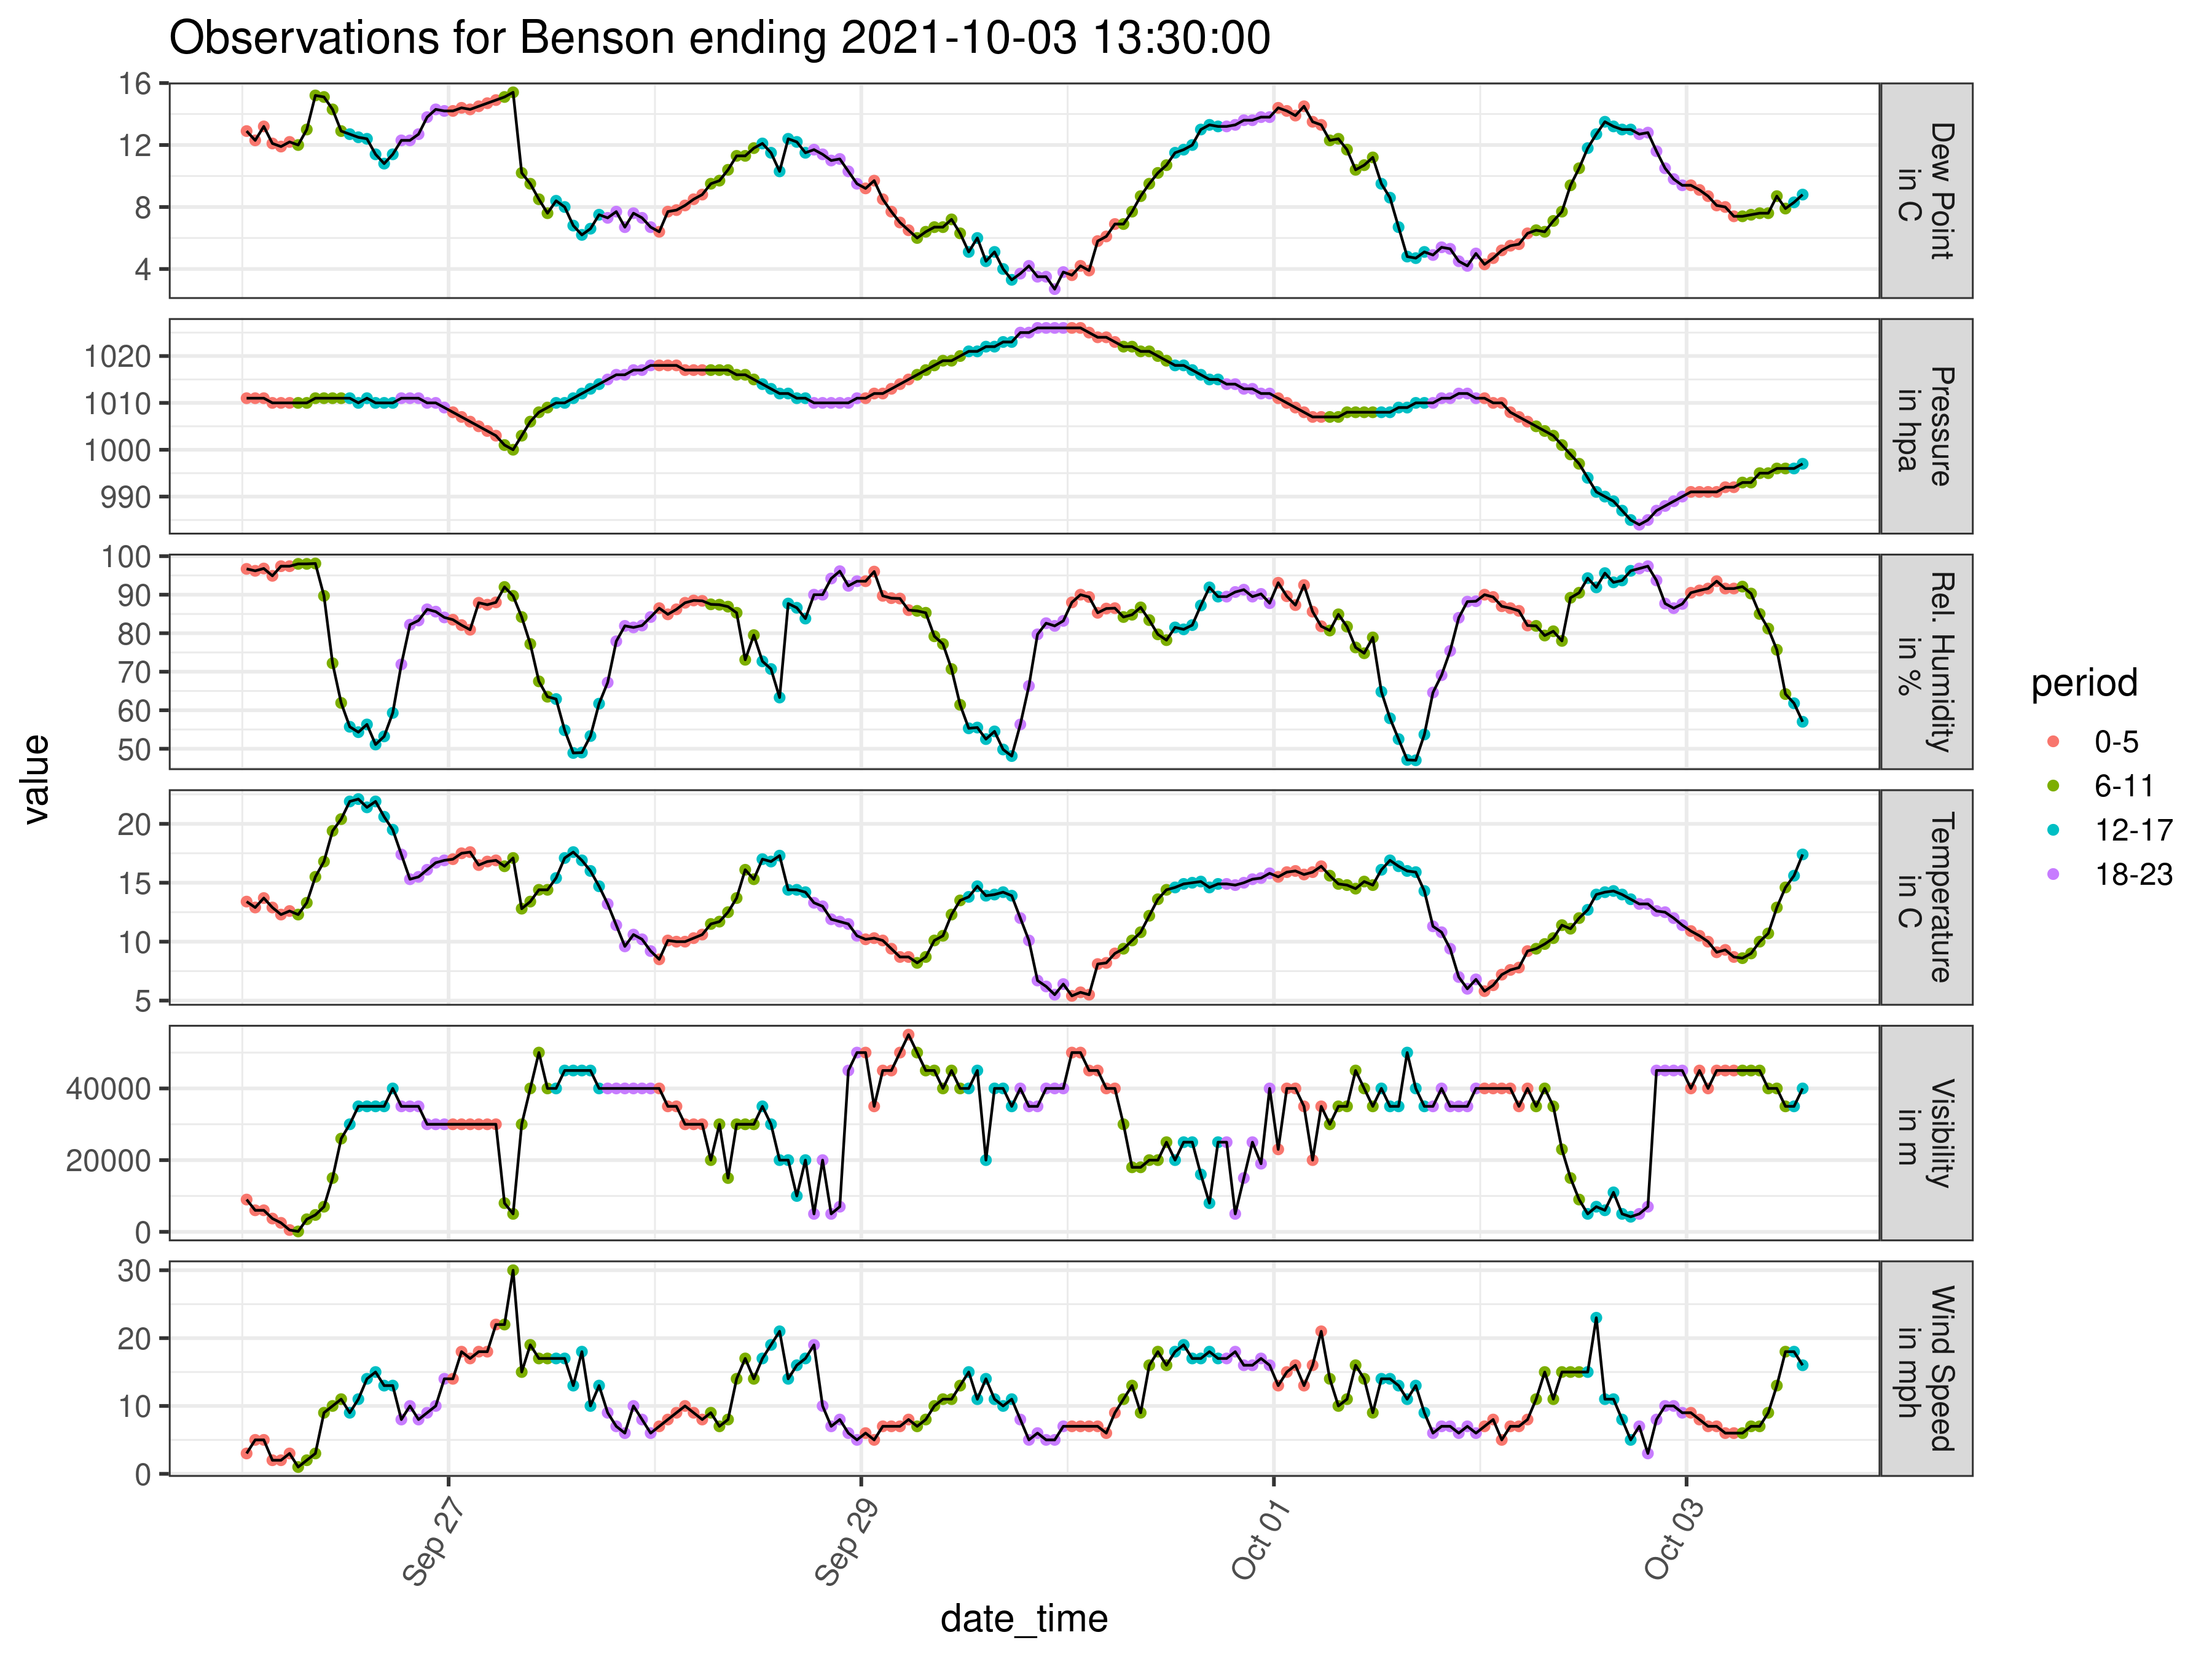 Observations for Benson ending 2021-10-03 13:30:00
value
16
12
8
4
Dew Point
in C
1020
1010
1000
990
Pressure
in hpa
100
90
80
70
60
50
Rel. Humidity
in %
20
15
10
5
Temperature
in C
40000
20000
0
Visibility
in m
30
20
10
0
Wind Speed
in mph
Sep 27
Sep 29
Oct 01
Oct 03
date_time
period
0-5
6-11
12-17
18-23